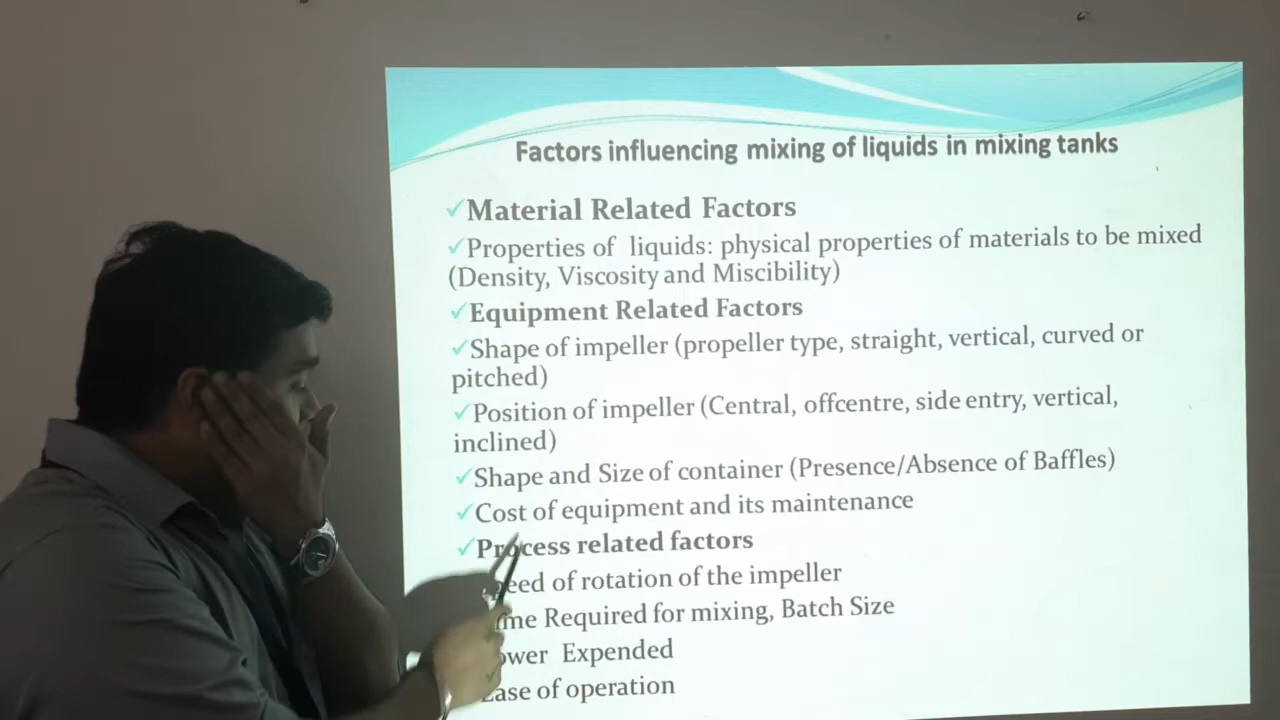 Factors influencing mixing of liquids in mixing tanks
✓Material Related Factors
✓Properties of liquids: physical properties of materials to be mixed
(Density, Viscosity and Miscibility)
✓Equipment Related Factors
✓Shape of impeller (propeller type, straight, vertical, curved or
pitched)
✓Position of impeller (Central, offcentre, side entry, vertical,
inclined)
✓Shape and Size of container (Presence/Absence of Baffles)
✓Cost of equipment and its maintenance
✓Process related factors
of rotation of the impeller
Required for mixing, Batch Size
Expended
Ease of operation